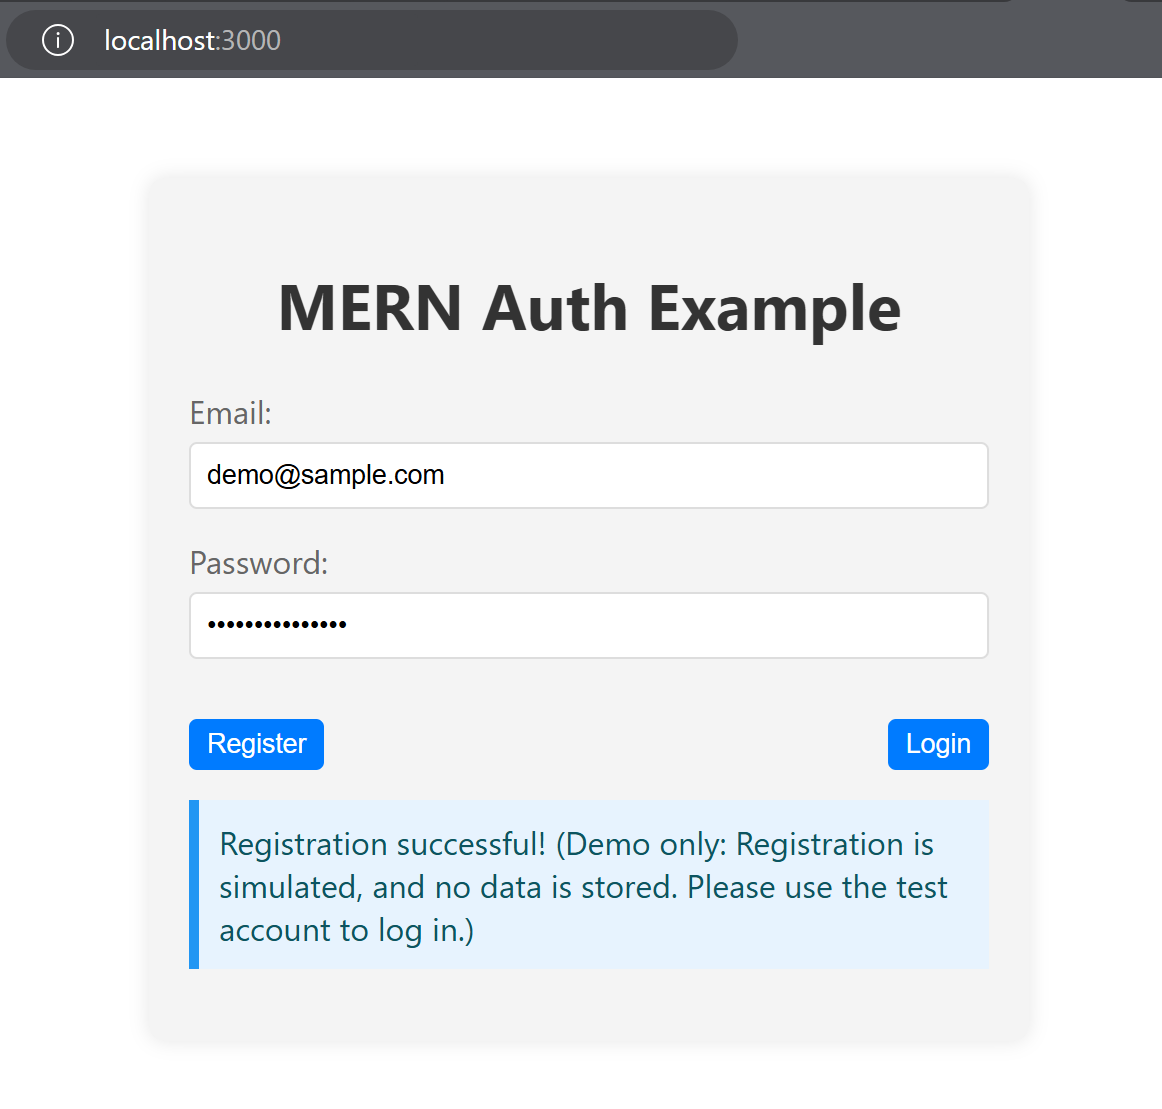 localhost:3000
MERN Auth Example
Email:
demo@sample.com
Password:
•••••••••••••••
Register
Login
Registration successful! (Demo only: Registration is
simulated, and no data is stored. Please use the test
account to log in.)